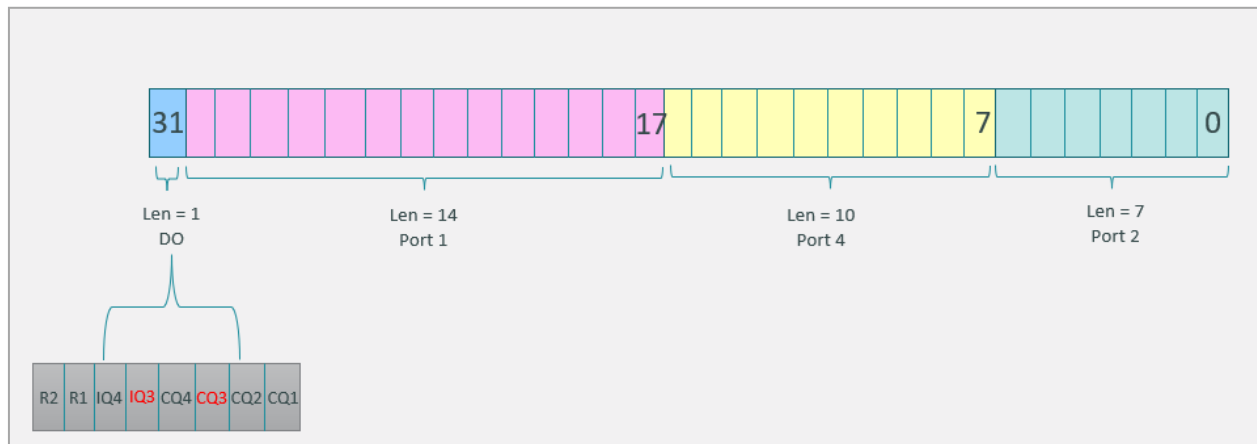 31 17 7 0
Len = 1 Len = 14 Len = 10 Len = 7
DO Port 1 Port 4 Port 2
R2 R1 IQ4 IQ3 CQ4 CQ3 CQ2 CQ1